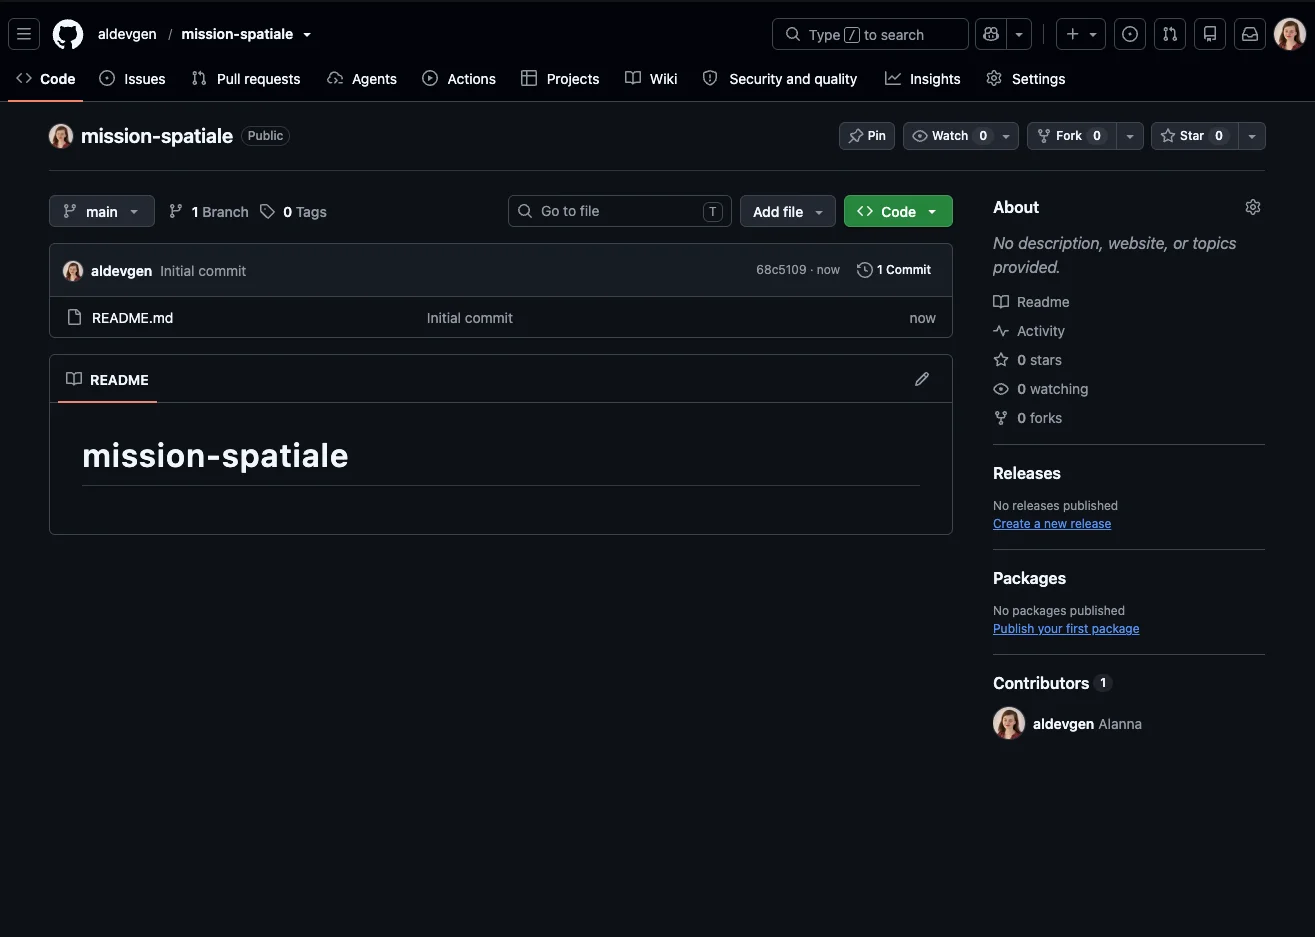 aldevgen / mission-spatiale
Type / to search
Code Issues Pull requests Agents Actions Projects Wiki Security and quality Insights Settings
mission-spatiale Public
Pin Watch 0 Fork 0 Star 0
main 1 Branch 0 Tags Go to file T Add file Code
aldevgen Initial commit 68c5109 · now 1 Commit
README.md Initial commit now
README
mission-spatiale
About
No description, website, or topics
provided.
Readme
Activity
0 stars
0 watching
0 forks
Releases
No releases published
Create a new release
Packages
No packages published
Publish your first package
Contributors 1
aldevgen Alanna